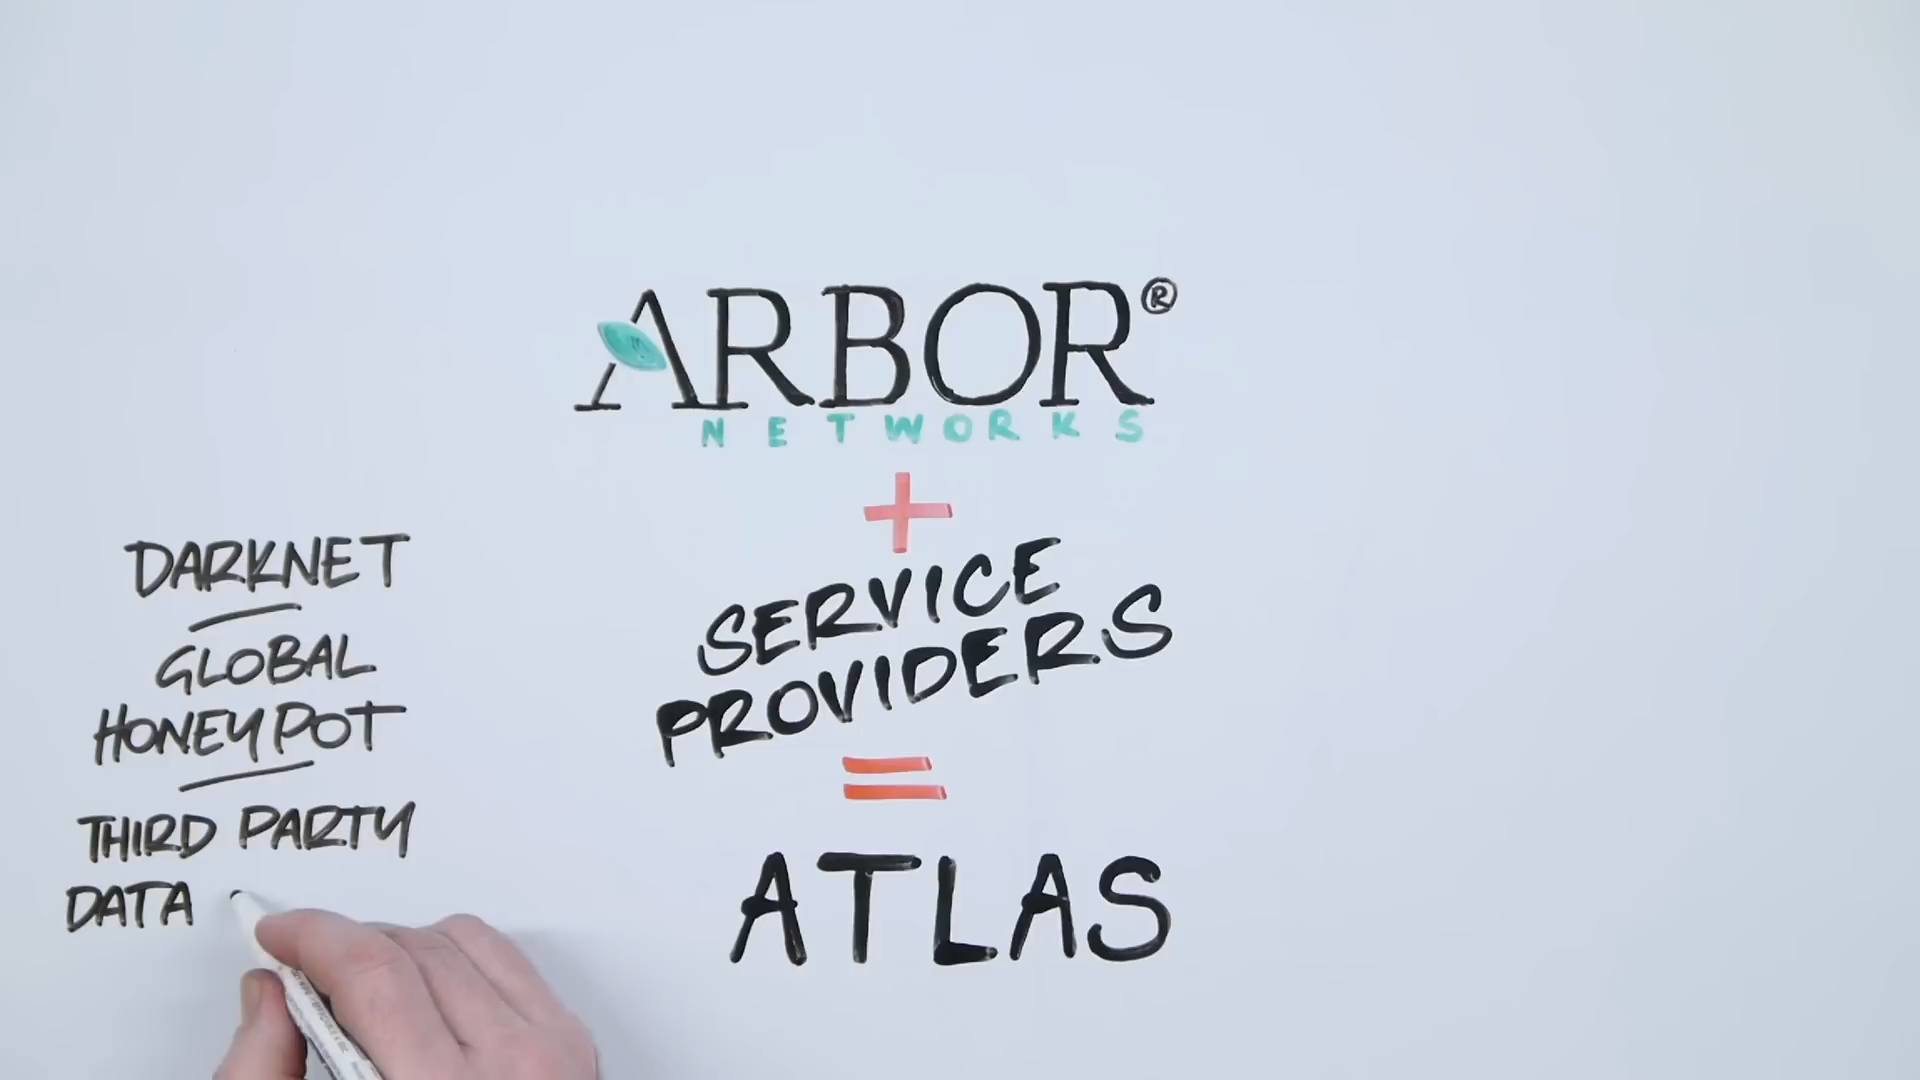 ARBOR®
NETWORKS
+
SERVICE
PROVIDERS
=
ATLAS
DARKNET
GLOBAL
HONEYPOT
THIRD PARTY
DATA